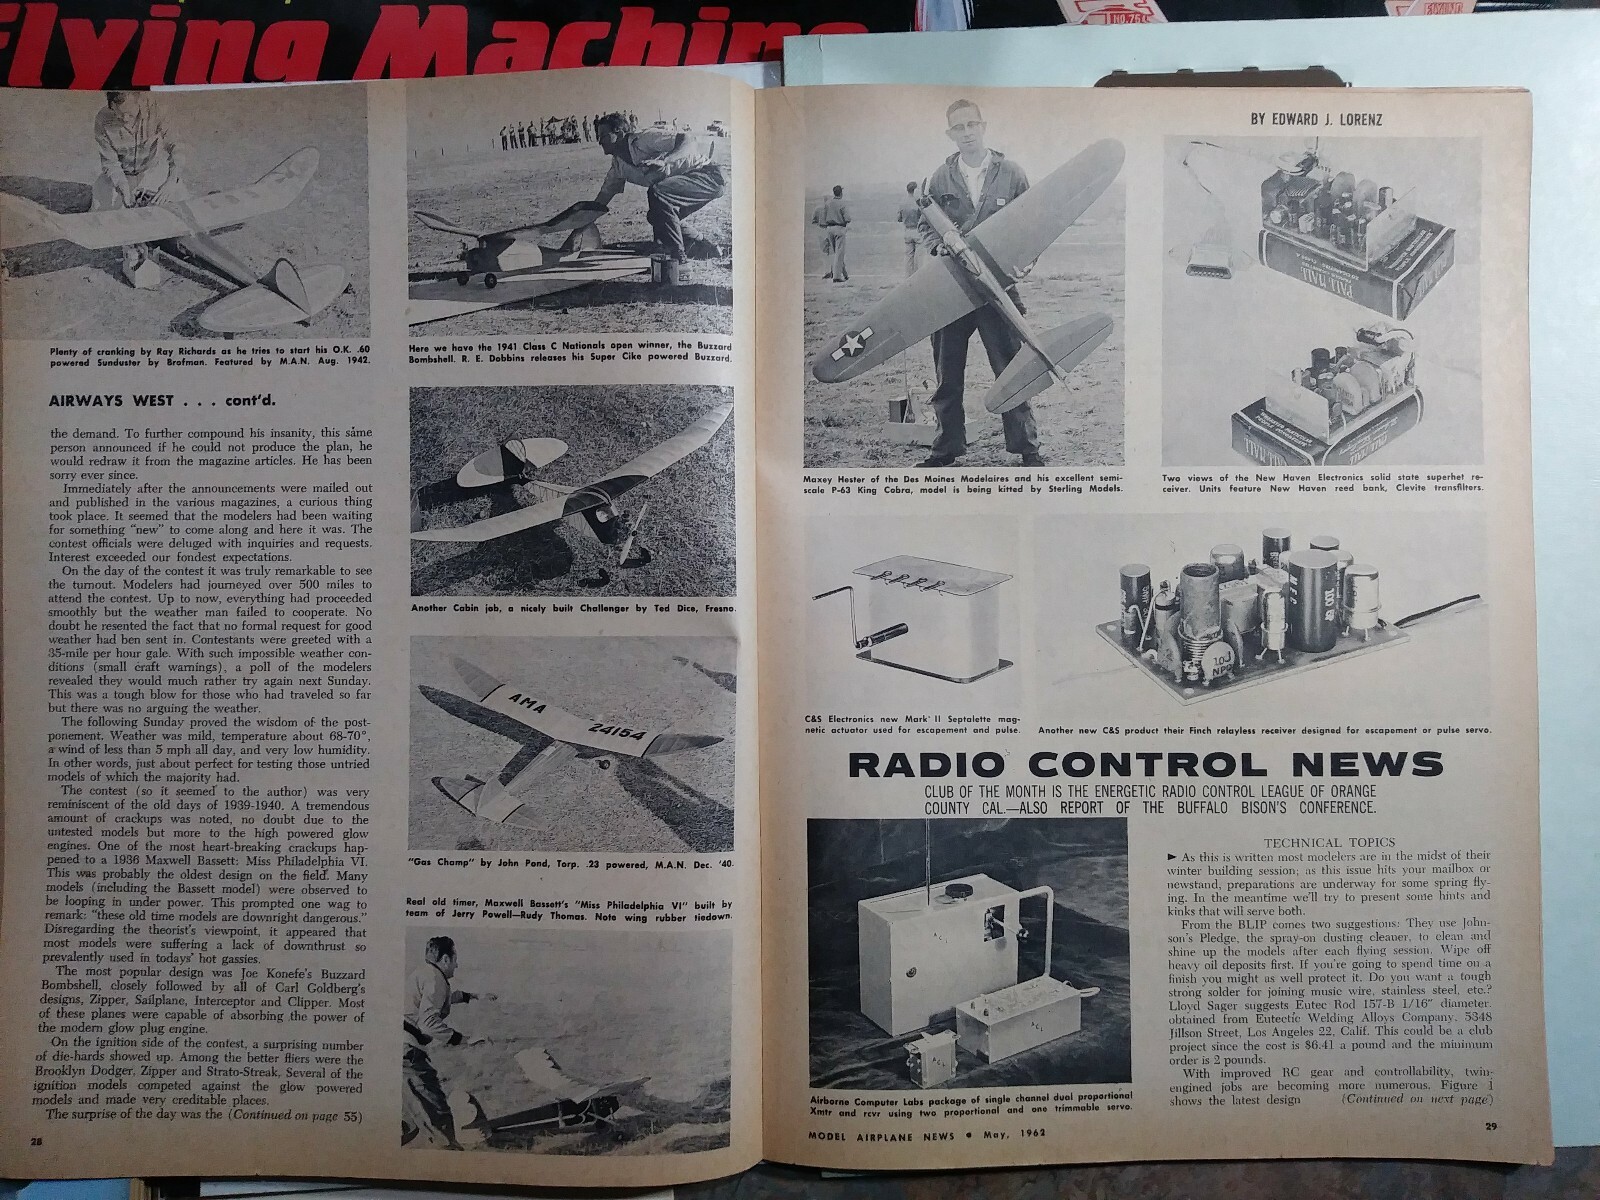 Flying Machine
NO.75
FLYING
Plenty of cranking by Ray Richards as he tries to start his O.K. .60
powered Sunduster by Brofman. Featured by M.A.N. Aug. 1942.
AIRWAYS WEST . . . cont'd.
the demand. To further compound his insanity, this same
person announced if he could not produce the plan, he
would redraw it from the magazine articles. He has been
sorry ever since.
Immediately after the announcements were mailed out
and published in the various magazines, a curious thing
took place. It seemed that the modelers had been waiting
for something "new" to come along and here it was. The
contest officials were deluged with inquiries and requests.
Interest exceeded our fondest expectations.
On the day of the contest it was truly remarkable to see
the turnout. Modelers had journeyed over 500 miles to
attend the contest. Up to now, everything had proceeded
smoothly but the weather man failed to cooperate. No
doubt he resented the fact that no formal request for good
weather had ben sent in. Contestants were greeted with a
35-mile per hour gale. With such impossible weather con-
ditions (small craft warnings), a poll of the modelers
revealed they would much rather try again next Sunday.
This was a tough blow for those who had traveled so far
but there was no arguing the weather.
The following Sunday proved the wisdom of the post-
ponement. Weather was mild, temperature about 68-70°,
a wind of less than 5 mph all day, and very low humidity.
In other words, just about perfect for testing those untried
models of which the majority had.
The contest (so it seemed to the author) was very
reminiscent of the old days of 1939-1940. A tremendous
amount of crackups was noted, no doubt due to the
untested models but more to the high powered glow
engines. One of the most heart-breaking crackups hap-
pened to a 1936 Maxwell Bassett; Miss Philadelphia VI.
This was probably the oldest design on the field. Many
models (including the Bassett model) were observed to
be looping in under power. This prompted one wag to
remark: "these old time models are downright dangerous."
Disregarding the theorist's viewpoint, it appeared that
most models were suffering a lack of downthrust so
prevalently used in todays' hot gassies.
The most popular design was Joe Konefe's Buzzard
Bombshell, closely followed by all of Carl Goldberg's
designs, Zipper, Sailplane, Interceptor and Clipper. Most
of these planes were capable of absorbing the power of
the modern glow plug engine.
On the ignition side of the contest, a surprising number
of die-hards showed up. Among the better fliers were the
Brooklyn Dodger, Zipper and Strato-Streak. Several of the
ignition models competed against the glow powered
models and made very creditable places.
The surprise of the day was the (Continued on page 55)
28
Here we have the 1941 Class C Nationals open winner, the Buzzard
Bombshell. R. E. Dobbins releases his Super Cike powered Buzzard.
Another Cabin job, a nicely built Challenger by Ted Dice, Fresno.
AMA
24154
"Gas Champ" by John Pond, Torp. .23 powered, M.A.N. Dec. '40.
Real old timer, Maxwell Bassett's "Miss Philadelphia VI" built by
team of Jerry Powell—Rudy Thomas. Note wing rubber tiedown.
BY EDWARD J. LORENZ
Maxey Hester of the Des Moines Modelaires and his excellent semi-
scale P-63 King Cobra, model is being kitted by Sterling Models.
PALL MALL
PALL MALL
Two views of the New Haven Electronics solid state superhet re-
ceiver. Units feature New Haven reed bank, Clevite transfilters.
C&S Electronics new Mark II Septalette mag-
netic actuator used for escapement and pulse.
103
NPO
100
Another new C&S product their Finch relayless receiver designed for escapement or pulse servo.
RADIO CONTROL NEWS
CLUB OF THE MONTH IS THE ENERGETIC RADIO CONTROL LEAGUE OF ORANGE
COUNTY CAL.—ALSO REPORT OF THE BUFFALO BISON'S CONFERENCE.
Airborne Computer Labs package of single channel dual proportional
Xmtr and rcvr using two proportional and one trimmable servo.
TECHNICAL TOPICS
► As this is written most modelers are in the midst of their
winter building session; as this issue hits your mailbox or
newstand, preparations are underway for some spring fly-
ing. In the meantime we'll try to present some hints and
kinks that will serve both.
From the BLIP comes two suggestions: They use John-
son's Pledge, the spray-on dusting cleaner, to clean and
shine up the models after each flying session. Wipe off
heavy oil deposits first. If you're going to spend time on a
finish you might as well protect it. Do you want a tough
strong solder for joining music wire, stainless steel, etc.?
Lloyd Sager suggests Eutec Rod 157-B 1/16" diameter.
obtained from Eutectic Welding Alloys Company, 5348
Jillson Street, Los Angeles 22, Calif. This could be a club
project since the cost is $6.41 a pound and the minimum
order is 2 pounds.
With improved RC gear and controllability, twin-
engined jobs are becoming more numerous. Figure 1
shows the latest design (Continued on next page)
MODEL AIRPLANE NEWS • May, 1962
29